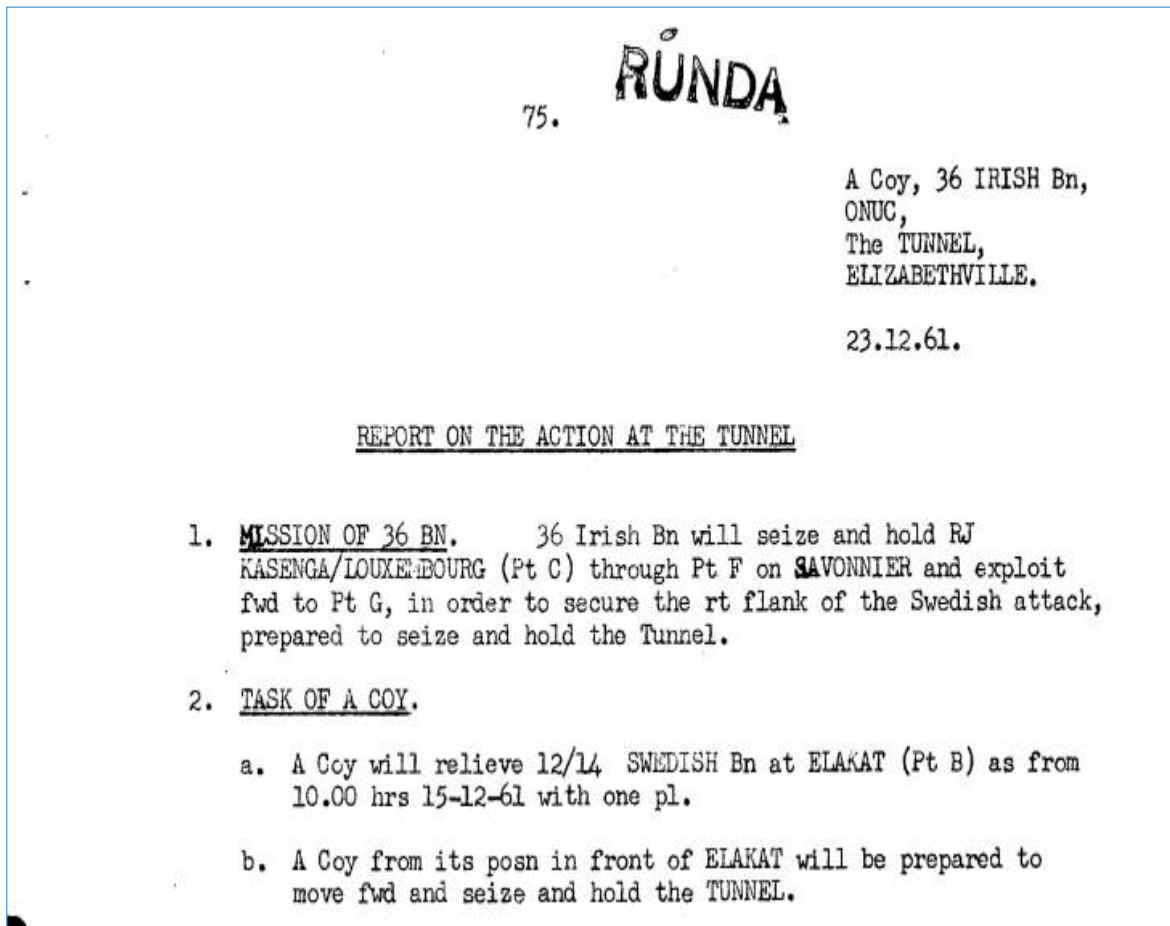 RÚNDA
75.
A Coy, 36 IRISH Bn,
ONUC,
The TUNNEL,
ELIZABETHVILLE.
23.12.61.
REPORT ON THE ACTION AT THE TUNNEL
1. MISSION OF 36 BN. 36 Irish Bn will seize and hold RJ
KASENGA/LOUXEMBOURG (Pt C) through Pt F on SAVONNIER and exploit
fwd to Pt G, in order to secure the rt flank of the Swedish attack,
prepared to seize and hold the Tunnel.
2. TASK OF A COY.
a. A Coy will relieve 12/14 SWEDISH Bn at ELAKAT (Pt B) as from
10.00 hrs 15-12-61 with one pl.
b. A Coy from its posn in front of ELAKAT will be prepared to
move fwd and seize and hold the TUNNEL.